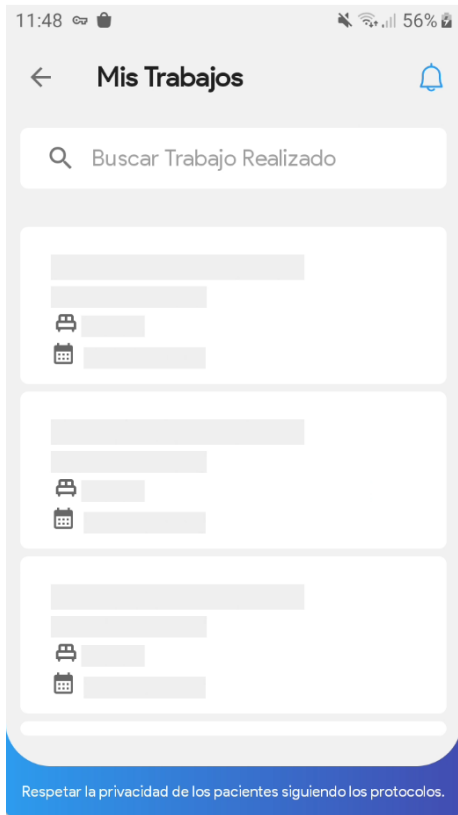 11:48
56%
Mis Trabajos
Buscar Trabajo Realizado
Respetar la privacidad de los pacientes siguiendo los protocolos.